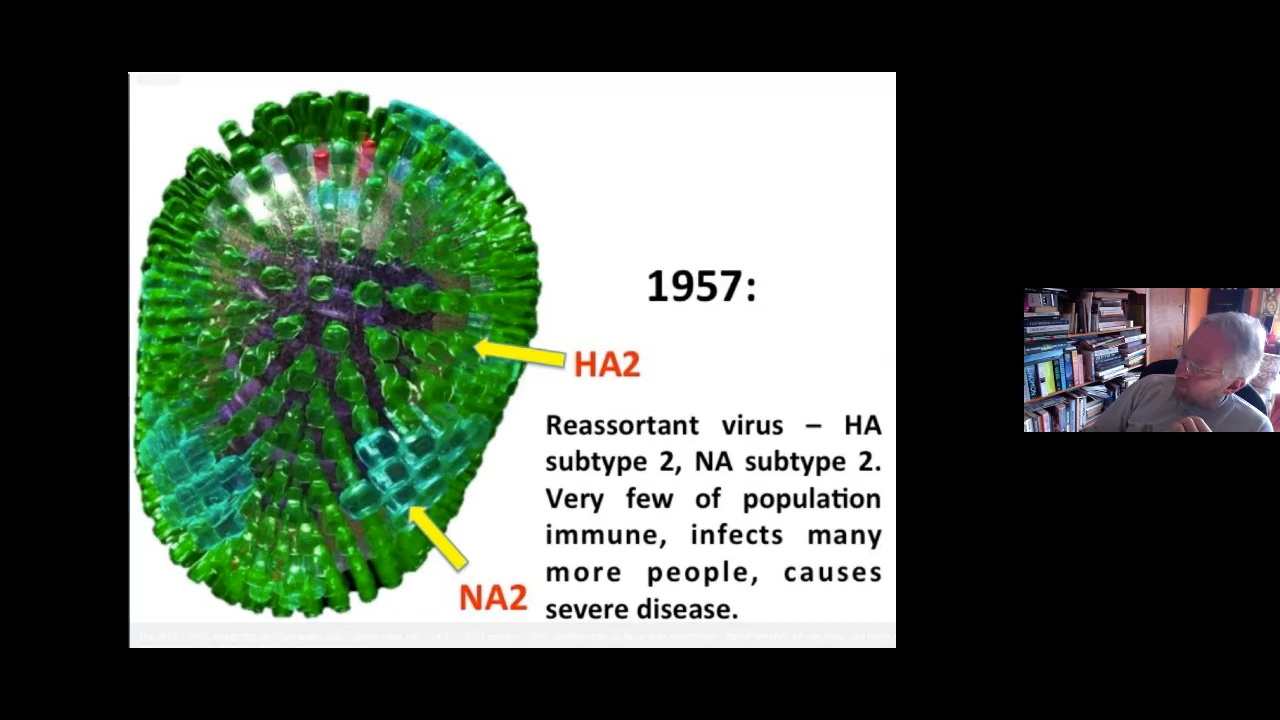 1957:
HA2
Reassortant virus – HA
subtype 2, NA subtype 2.
Very few of population
immune, infects many
more people, causes
severe disease.
NA2